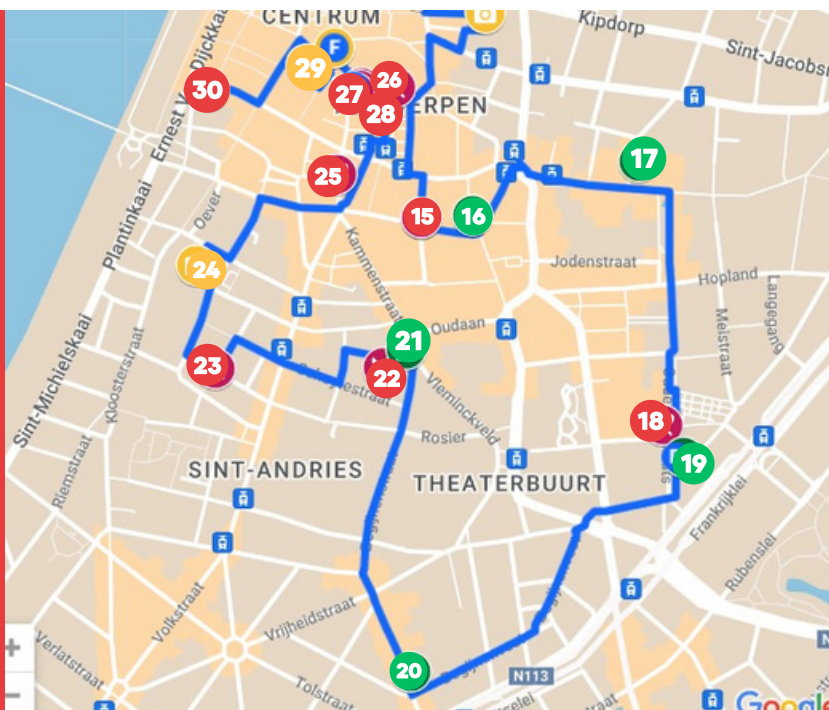 CENTRUM
Kipdorp
Sint-Jacobs
F
29
30
27
26
ERPEN
28
17
25
Ernest V
Dijckkaai
15
16
Plantinkaai
Oever
Kammenstraat
Jodenstraat
24
Hopland
Langegang
Meistraat
21
Oudaan
Sint-Michielskaai
Kloosterstraat
23
22
Vleminckveld
18
Rosier
19
SINT-ANDRIES
THEATERBUURT
Riemstraat
Frankrijklei
Rubenslei
Volkstraat
Vrijheidstraat
Verlatstraat
20
N113
Tolstraat
+
−
Google